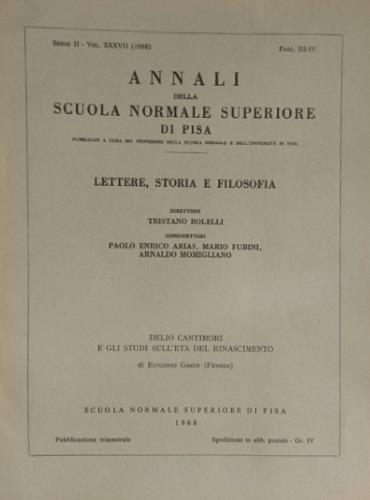 Serie II - Vol. XXXVII (1968) Fasc. III-IV
ANNALI
DELLA
SCUOLA NORMALE SUPERIORE
DI PISA
PUBBLICATI A CURA DEI PROFESSORI DELLA SCUOLA NORMALE E DELL'UNIVERSITÀ DI PISA
LETTERE, STORIA E FILOSOFIA
DIRETTORE
TRISTANO BOLELLI
CONDIRETTORI
PAOLO ENRICO ARIAS, MARIO FUBINI,
ARNALDO MOMIGLIANO
DELIO CANTIMORI
E GLI STUDI SULL'ETÀ DEL RINASCIMENTO
di Eugenio Garin (Firenze)
SCUOLA NORMALE SUPERIORE DI PISA
1968
Pubblicazione trimestrale Spedizione in abb. postale - Gr. IV